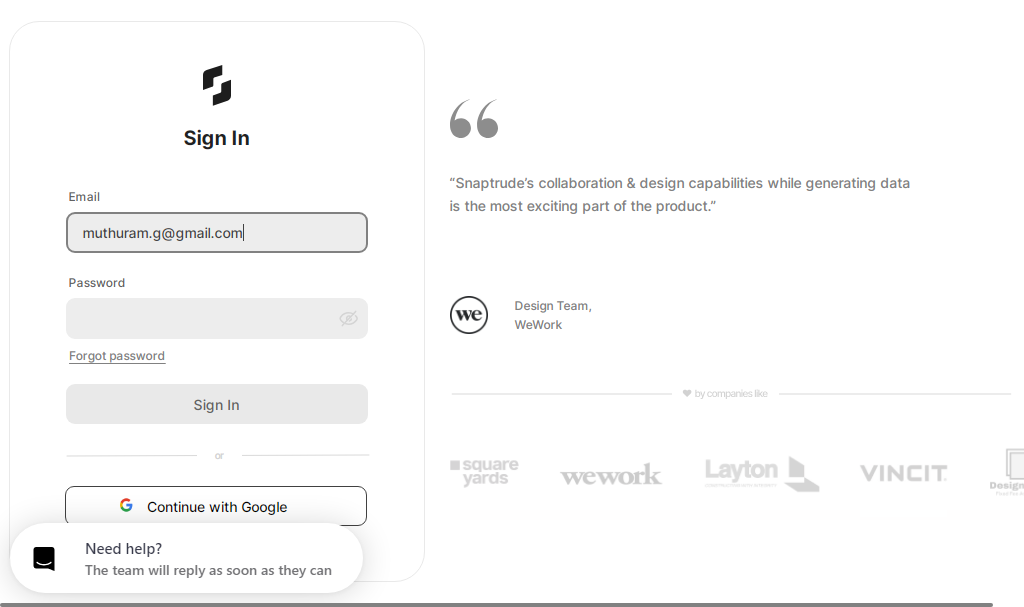 Sign In
Email
muthuram.g@gmail.com
Password
Forgot password
Sign In
or
Continue with Google
Need help?
The team will reply as soon as they can
“Snaptrude’s collaboration & design capabilities while generating data
is the most exciting part of the product.”
we
Design Team,
WeWork
by companies like
square
yards
wework
Layton
VINCIT
Design